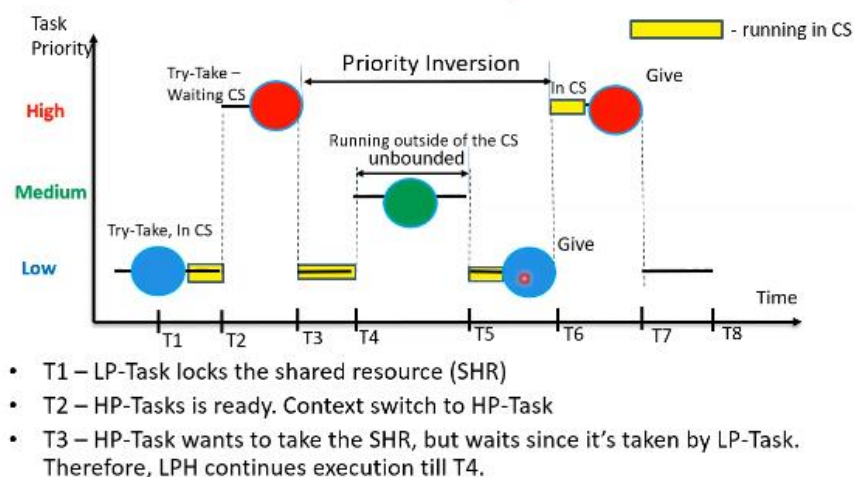 Task
Priority
- running in CS
Try-Take –
Waiting CS
Priority Inversion
In CS
Give
High
Running outside of the CS
unbounded
Medium
Try-Take, In CS
Give
Low
Time
T1 T2 T3 T4 T5 T6 T7 T8
• T1 – LP-Task locks the shared resource (SHR)
• T2 – HP-Tasks is ready. Context switch to HP-Task
• T3 – HP-Task wants to take the SHR, but waits since it's taken by LP-Task.
Therefore, LPH continues execution till T4.